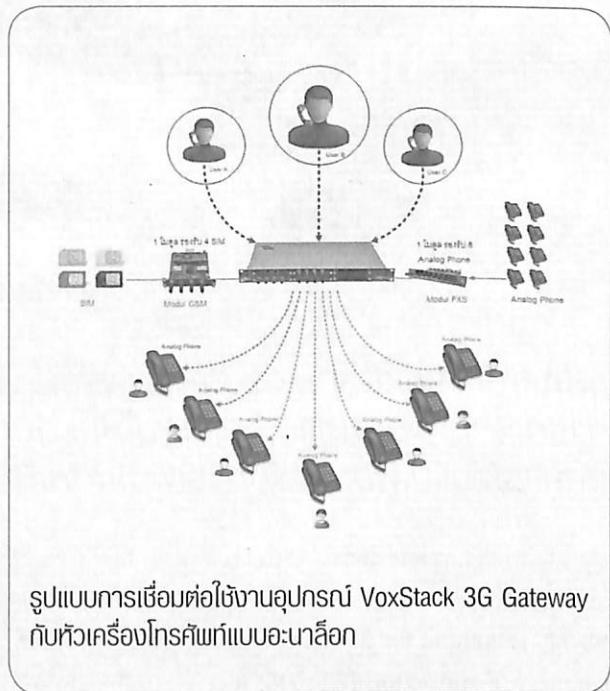 User B
User A
User C
1 โมดูล รองรับ 4 SIM
1 โมดูล รองรับ 8
Analog Phone
SIM
Modul GSM
Modul FXS
Analog Phone
Analog Phone
Analog Phone
Analog Phone
Analog Phone
Analog Phone
Analog Phone
Analog Phone
รูปแบบการเชื่อมต่อใช้งานอุปกรณ์ VoxStack 3G Gateway
กับหัวเครื่องโทรศัพท์แบบอะนาล็อก